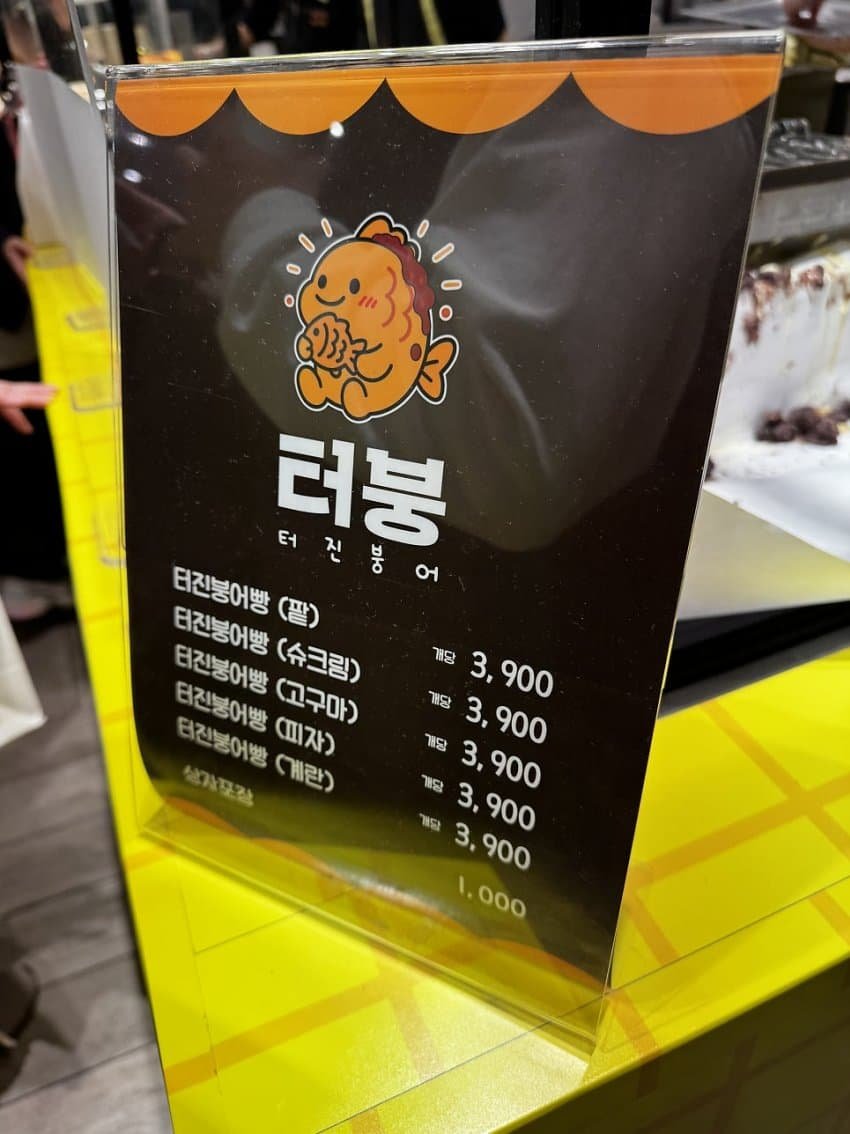 터붕
터진붕어
터진붕어빵 (팥) 개당 3,900
터진붕어빵 (슈크림) 개당 3,900
터진붕어빵 (고구마) 개당 3,900
터진붕어빵 (피자) 개당 3,900
터진붕어빵 (계란) 개당 3,900
상자포장 1,000